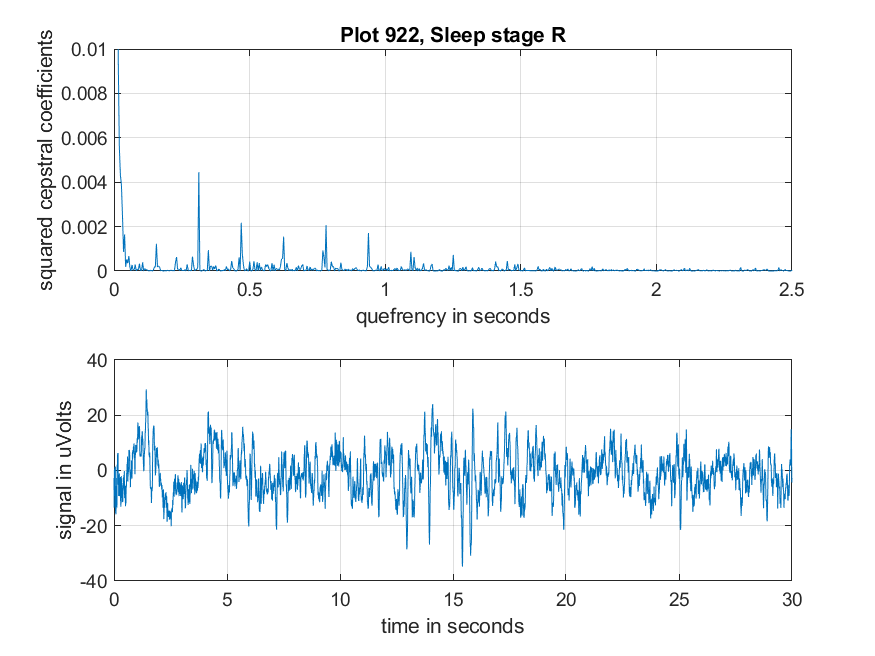 Plot 922, Sleep stage R
squared cepstral coefficients
0.01
0.008
0.006
0.004
0.002
0
0 0.5 1 1.5 2 2.5
quefrency in seconds
signal in uVolts
40
20
0
-20
-40
0 5 10 15 20 25 30
time in seconds